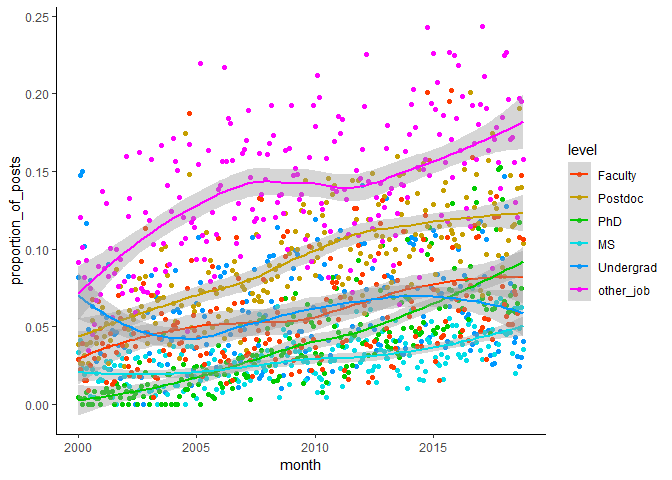 0.25
0.20
0.15
0.10
0.05
0.00
proportion_of_posts
2000
2005
2010
2015
month
level
Faculty
Postdoc
PhD
MS
Undergrad
other_job